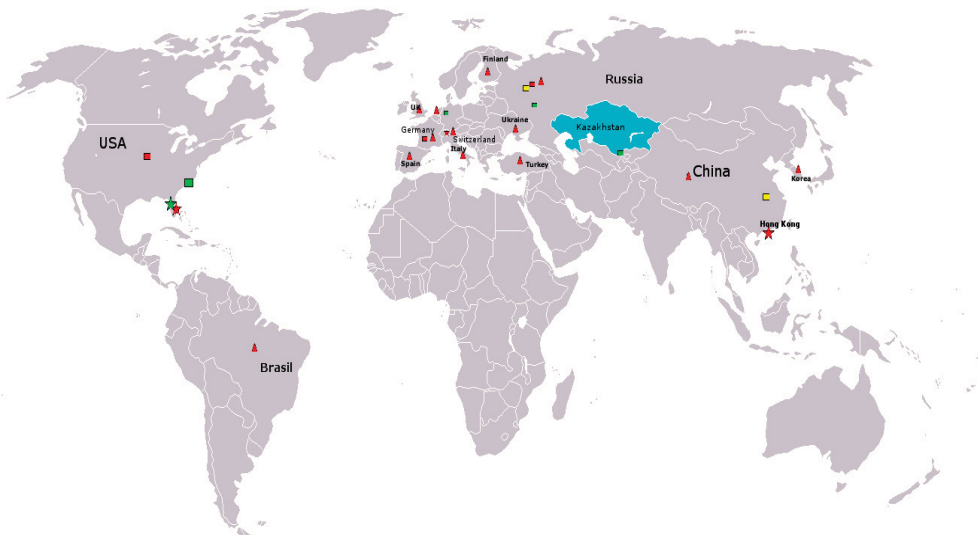 Finland
Russia
UK
Ukraine
Kazakhstan
Germany
Switzerland
USA
Italy
Spain
Turkey
China
Korea
Hong Kong
Brasil